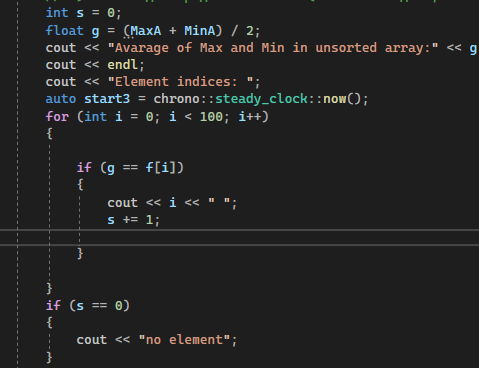 int s = 0;
float g = (MaxA + MinA) / 2;
cout << "Avarage of Max and Min in unsorted array:" << g
cout << endl;
cout << "Element indices: ";
auto start3 = chrono::steady_clock::now();
for (int i = 0; i < 100; i++)
{
if (g == f[i])
{
cout << i << " ";
s += 1;
}
}
if (s == 0)
{
cout << "no element";
}